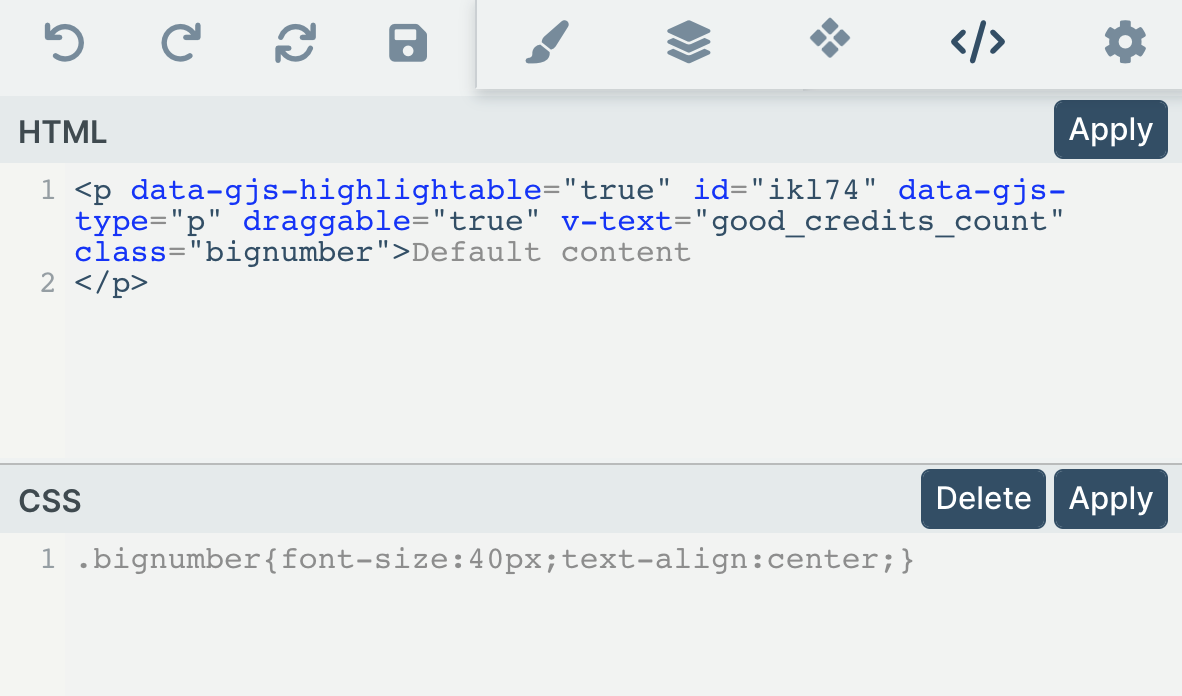 HTML
Apply
1 <p data-gjs-highlightable="true" id="ikl74" data-gjs-
type="p" draggable="true" v-text="good_credits_count"
class="bignumber">Default content
2 </p>
CSS
Delete Apply
1 .bignumber{font-size:40px;text-align:center;}